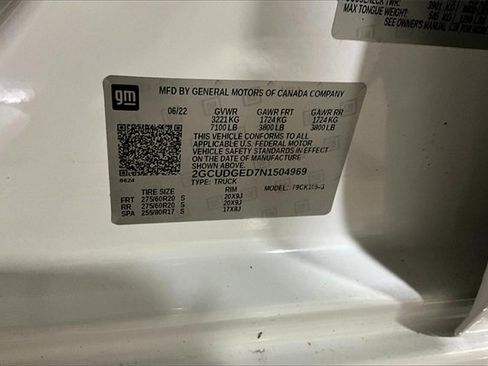 MAX TONGUE WEIGHT:
SEE OWNER'S MANUAL
gm
MFD BY GENERAL MOTORS OF CANADA COMPANY
06/22 GVWR GAWR FRT GAWR RR
3221 KG 1724 KG 1724 KG
7100 LB 3800 LB 3800 LB
THIS VEHICLE CONFORMS TO ALL
APPLICABLE U.S. FEDERAL MOTOR
VEHICLE SAFETY STANDARDS IN EFFECT ON
THE DATE OF MANUFACTURE SHOWN ABOVE.
2GCUDGED7N1504969
TYPE: TRUCK
TIRE SIZE RIM
FRT 275/60R20 S 20X9J
RR 275/60R20 S 20X9J
SPA 255/80R17 S 17X8J